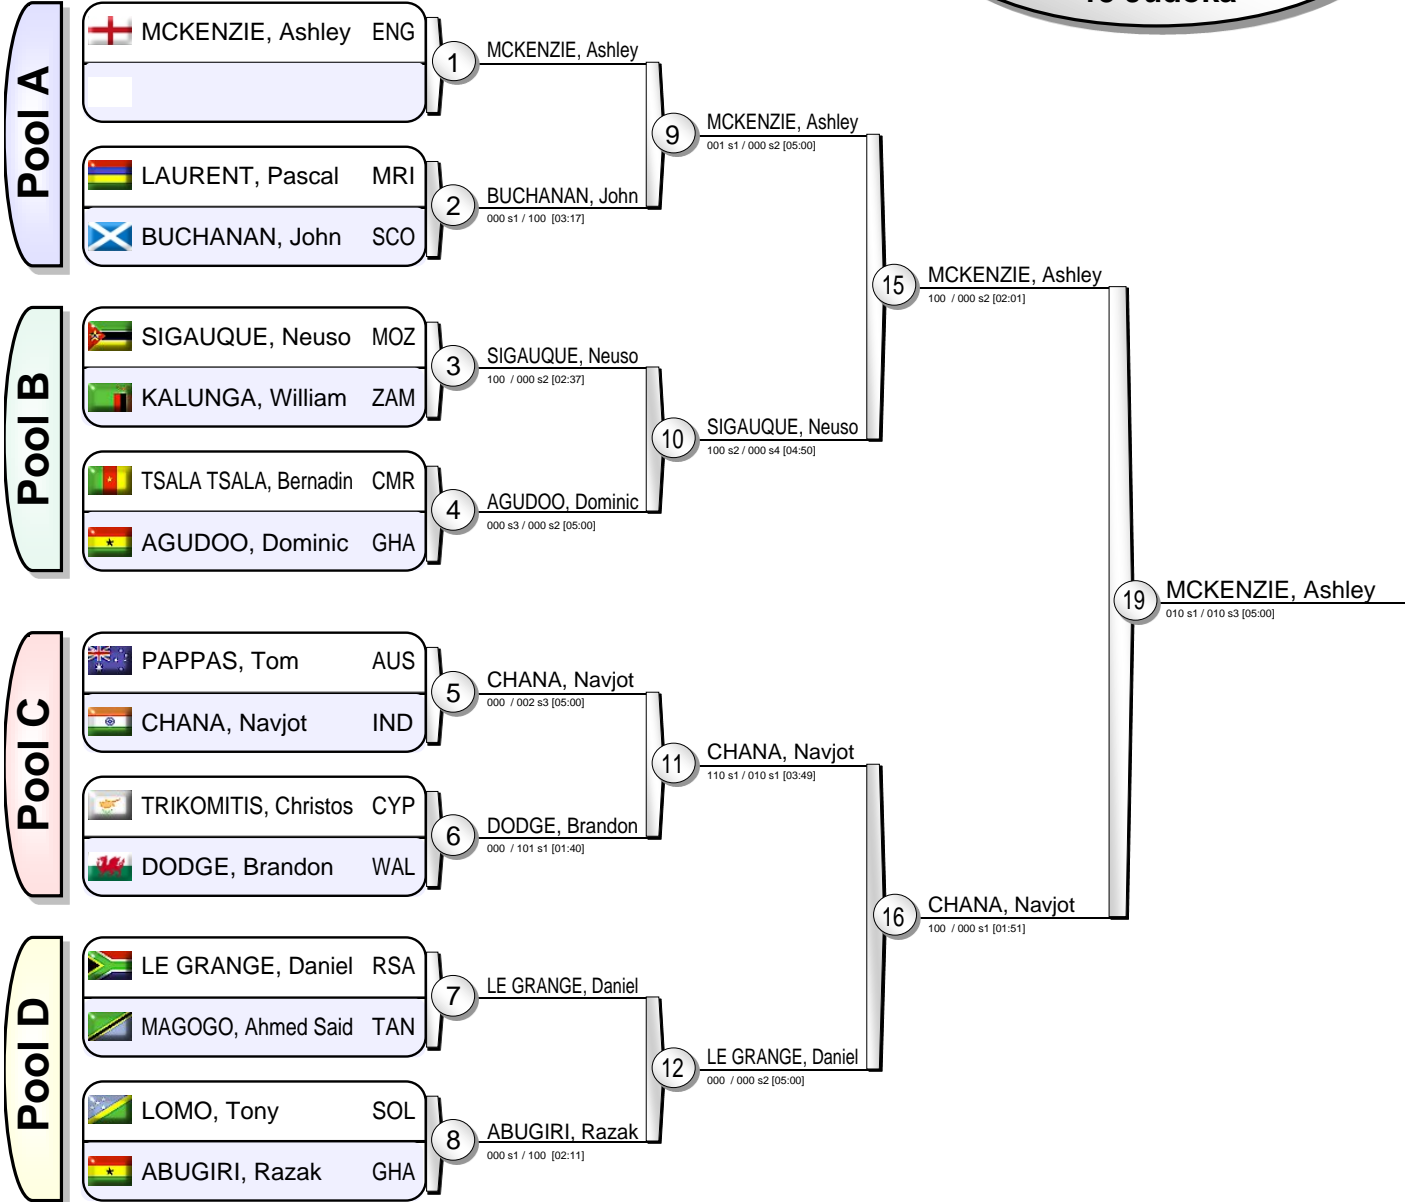 Judoka
Pool A
MCKENZIE, Ashley ENG
LAURENT, Pascal MRI
BUCHANAN, John SCO
1
MCKENZIE, Ashley
2
BUCHANAN, John
000 s1 / 100 [03:17]
9
MCKENZIE, Ashley
001 s1 / 000 s2 [05:00]
Pool B
SIGAUQUE, Neuso MOZ
KALUNGA, William ZAM
TSALA TSALA, Bernadin CMR
AGUDOO, Dominic GHA
3
SIGAUQUE, Neuso
100 / 000 s2 [02:37]
4
AGUDOO, Dominic
000 s3 / 000 s2 [05:00]
10
SIGAUQUE, Neuso
100 s2 / 000 s4 [04:50]
15
MCKENZIE, Ashley
100 / 000 s2 [02:01]
Pool C
PAPPAS, Tom AUS
CHANA, Navjot IND
TRIKOMITIS, Christos CYP
DODGE, Brandon WAL
5
CHANA, Navjot
000 / 002 s3 [05:00]
6
DODGE, Brandon
000 / 101 s1 [01:40]
11
CHANA, Navjot
110 s1 / 010 s1 [03:49]
Pool D
LE GRANGE, Daniel RSA
MAGOGO, Ahmed Said TAN
LOMO, Tony SOL
ABUGIRI, Razak GHA
7
LE GRANGE, Daniel
8
ABUGIRI, Razak
000 s1 / 100 [02:11]
12
LE GRANGE, Daniel
000 / 000 s2 [05:00]
16
CHANA, Navjot
100 / 000 s1 [01:51]
19
MCKENZIE, Ashley
010 s1 / 010 s3 [05:00]